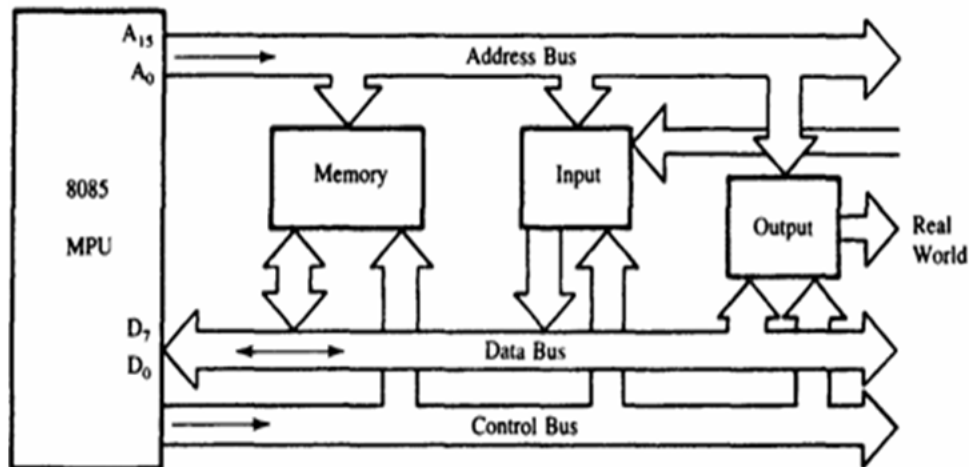 A15
Address Bus
A0
Memory
Input
8085
MPU
Output
Real
World
D7
Data Bus
D0
Control Bus